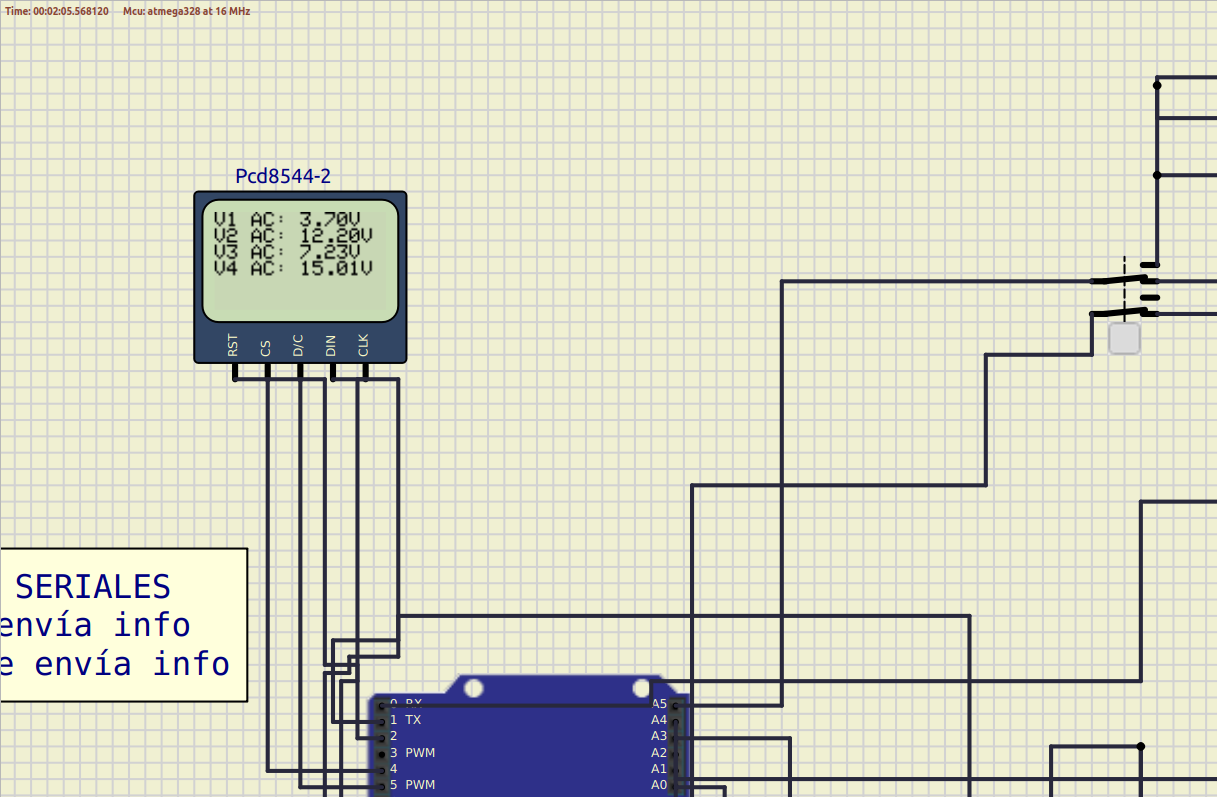 Time: 00:02:05.568120 Mcu: atmega328 at 16 MHz
Pcd8544-2
V1 AC: 3.70V
V2 AC: 12.20V
V3 AC: 7.23V
V4 AC: 15.01V
RST CS D/C DIN CLK
SERIALES
envía info
e envía info
0 RX A5
1 TX A4
2 A3
3 PWM A2
4 A1
5 PWM A0